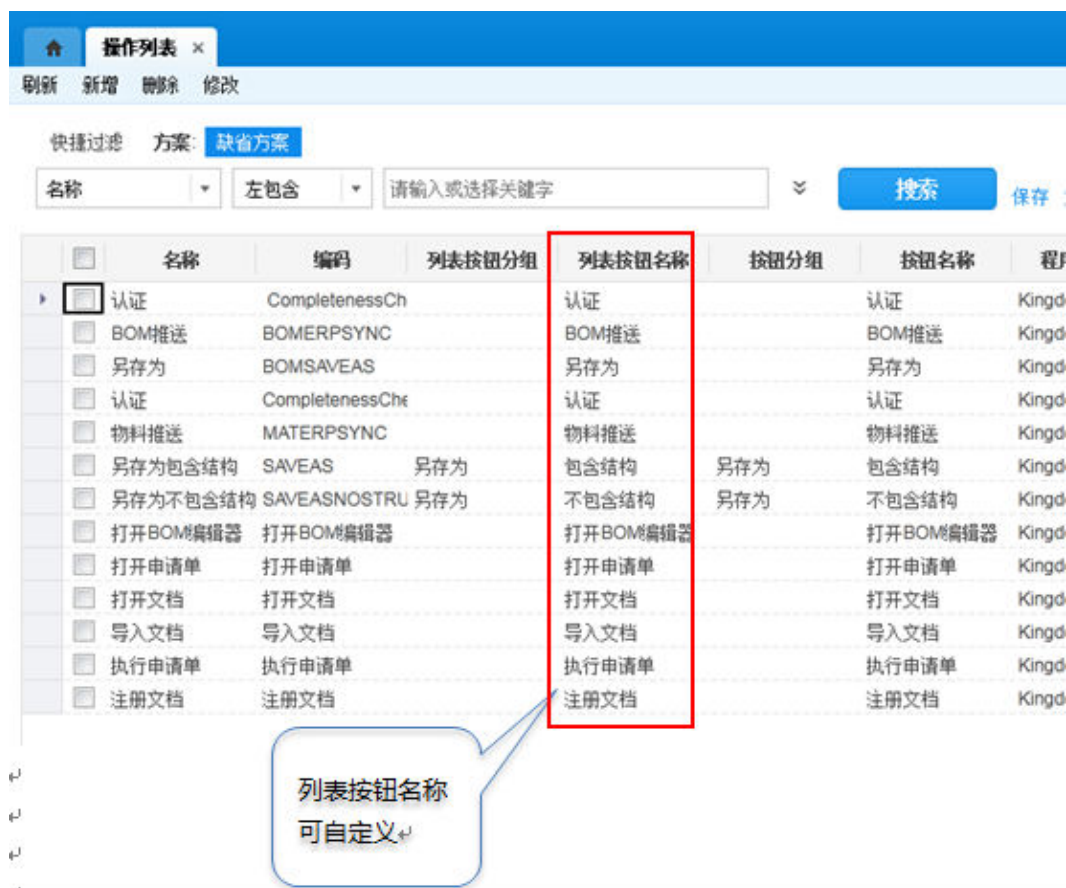 操作列表 ×
刷新 新增 删除 修改
快捷过滤 方案: 缺省方案
名称 左包含 请输入或选择关键字 搜索 保存
名称 编码 列表按钮分组 列表按钮名称 按钮分组 按钮名称
认证 CompletenessCh 认证 认证 Kingd
BOM推送 BOMERPSYNC BOM推送 BOM推送 Kingd
另存为 BOMSAVEAS 另存为 另存为 Kingd
认证 CompletenessChe 认证 认证 Kingd
物料推送 MATERPSYNC 物料推送 物料推送 Kingd
另存为包含结构 SAVEAS 另存为 包含结构 另存为 包含结构 Kingd
另存为不包含结构 SAVEASNOSTRU 另存为 不包含结构 另存为 不包含结构 Kingd
打开BOM编辑器 打开BOM编辑器 打开BOM编辑器 打开BOM编辑器 Kingd
打开申请单 打开申请单 打开申请单 打开申请单 Kingd
打开文档 打开文档 打开文档 打开文档 Kingd
导入文档 导入文档 导入文档 导入文档 Kingd
执行申请单 执行申请单 执行申请单 执行申请单 Kingd
注册文档 注册文档 注册文档 注册文档 Kingd
列表按钮名称
可自定义